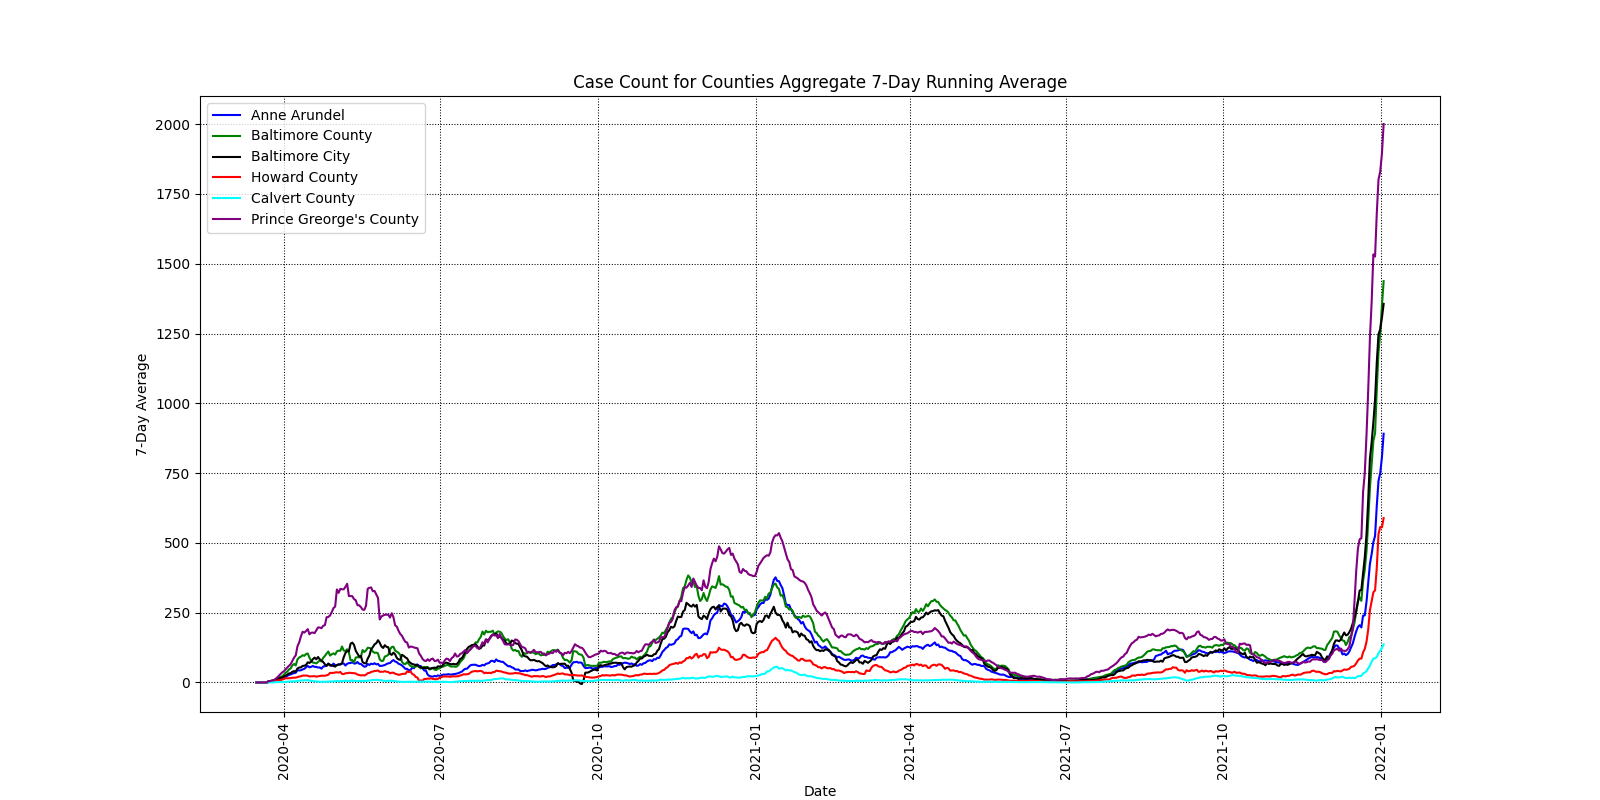 Case Count for Counties Aggregate 7-Day Running Average
Anne Arundel
Baltimore County
Baltimore City
Howard County
Calvert County
Prince Greorge's County
2000
1750
1500
1250
1000
750
500
250
0
7-Day Average
2020-04
2020-07
2020-10
2021-01
2021-04
2021-07
2021-10
2022-01
Date